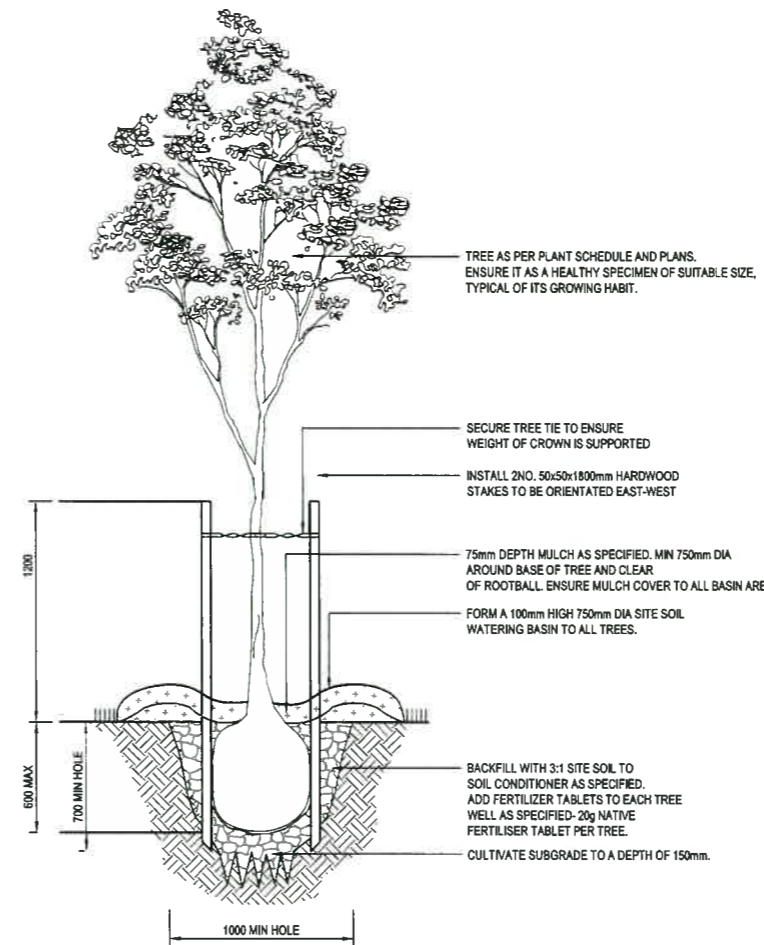 TREE AS PER PLANT SCHEDULE AND PLANS.
ENSURE IT AS A HEALTHY SPECIMEN OF SUITABLE SIZE,
TYPICAL OF ITS GROWING HABIT.
SECURE TREE TIE TO ENSURE
WEIGHT OF CROWN IS SUPPORTED
INSTALL 2NO. 50x50x1800mm HARDWOOD
STAKES TO BE ORIENTATED EAST-WEST
1200
75mm DEPTH MULCH AS SPECIFIED. MIN 750mm DIA
AROUND BASE OF TREE AND CLEAR
OF ROOTBALL. ENSURE MULCH COVER TO ALL BASIN ARE
FORM A 100mm HIGH 750mm DIA SITE SOIL
WATERING BASIN TO ALL TREES.
600 MAX
700 MIN HOLE
BACKFILL WITH 3:1 SITE SOIL TO
SOIL CONDITIONER AS SPECIFIED.
ADD FERTILIZER TABLETS TO EACH TREE
WELL AS SPECIFIED- 20g NATIVE
FERTILISER TABLET PER TREE.
CULTIVATE SUBGRADE TO A DEPTH OF 150mm.
1000 MIN HOLE